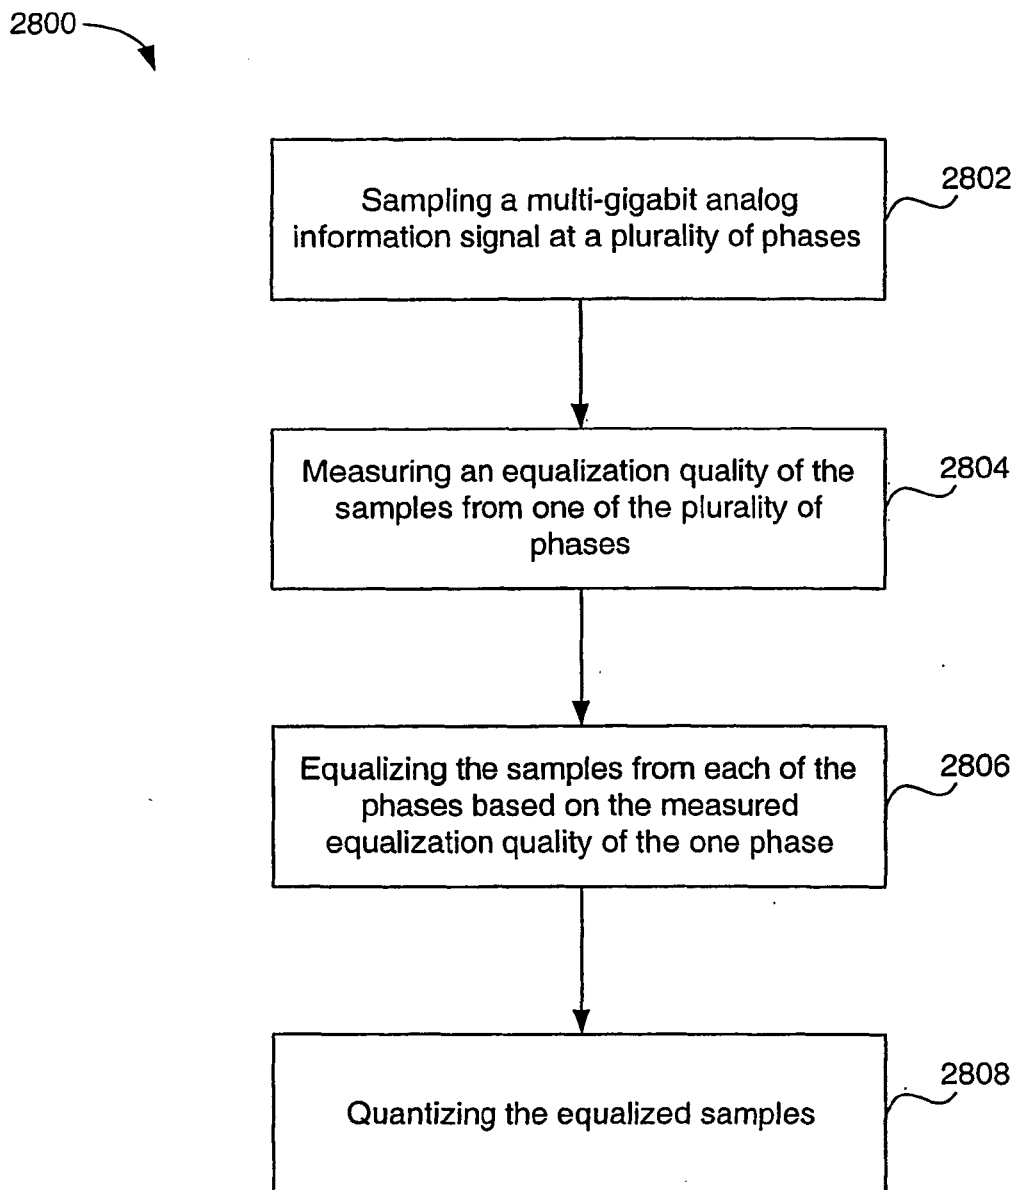 2800
Sampling a multi-gigabit analog
information signal at a plurality of phases
2802
Measuring an equalization quality of the
samples from one of the plurality of
phases
2804
Equalizing the samples from each of the
phases based on the measured
equalization quality of the one phase
2806
Quantizing the equalized samples
2808